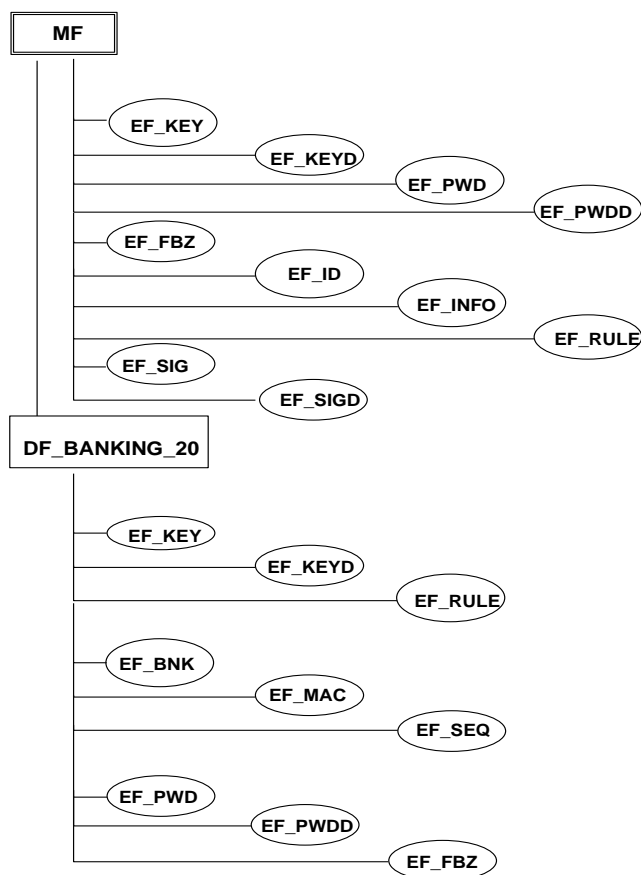 MF
EF_KEY
EF_KEYD
EF_PWD
EF_PWDD
EF_FBZ
EF_ID
EF_INFO
EF_RULE
EF_SIG
EF_SIGD
DF_BANKING_20
EF_KEY
EF_KEYD
EF_RULE
EF_BNK
EF_MAC
EF_SEQ
EF_PWD
EF_PWDD
EF_FBZ